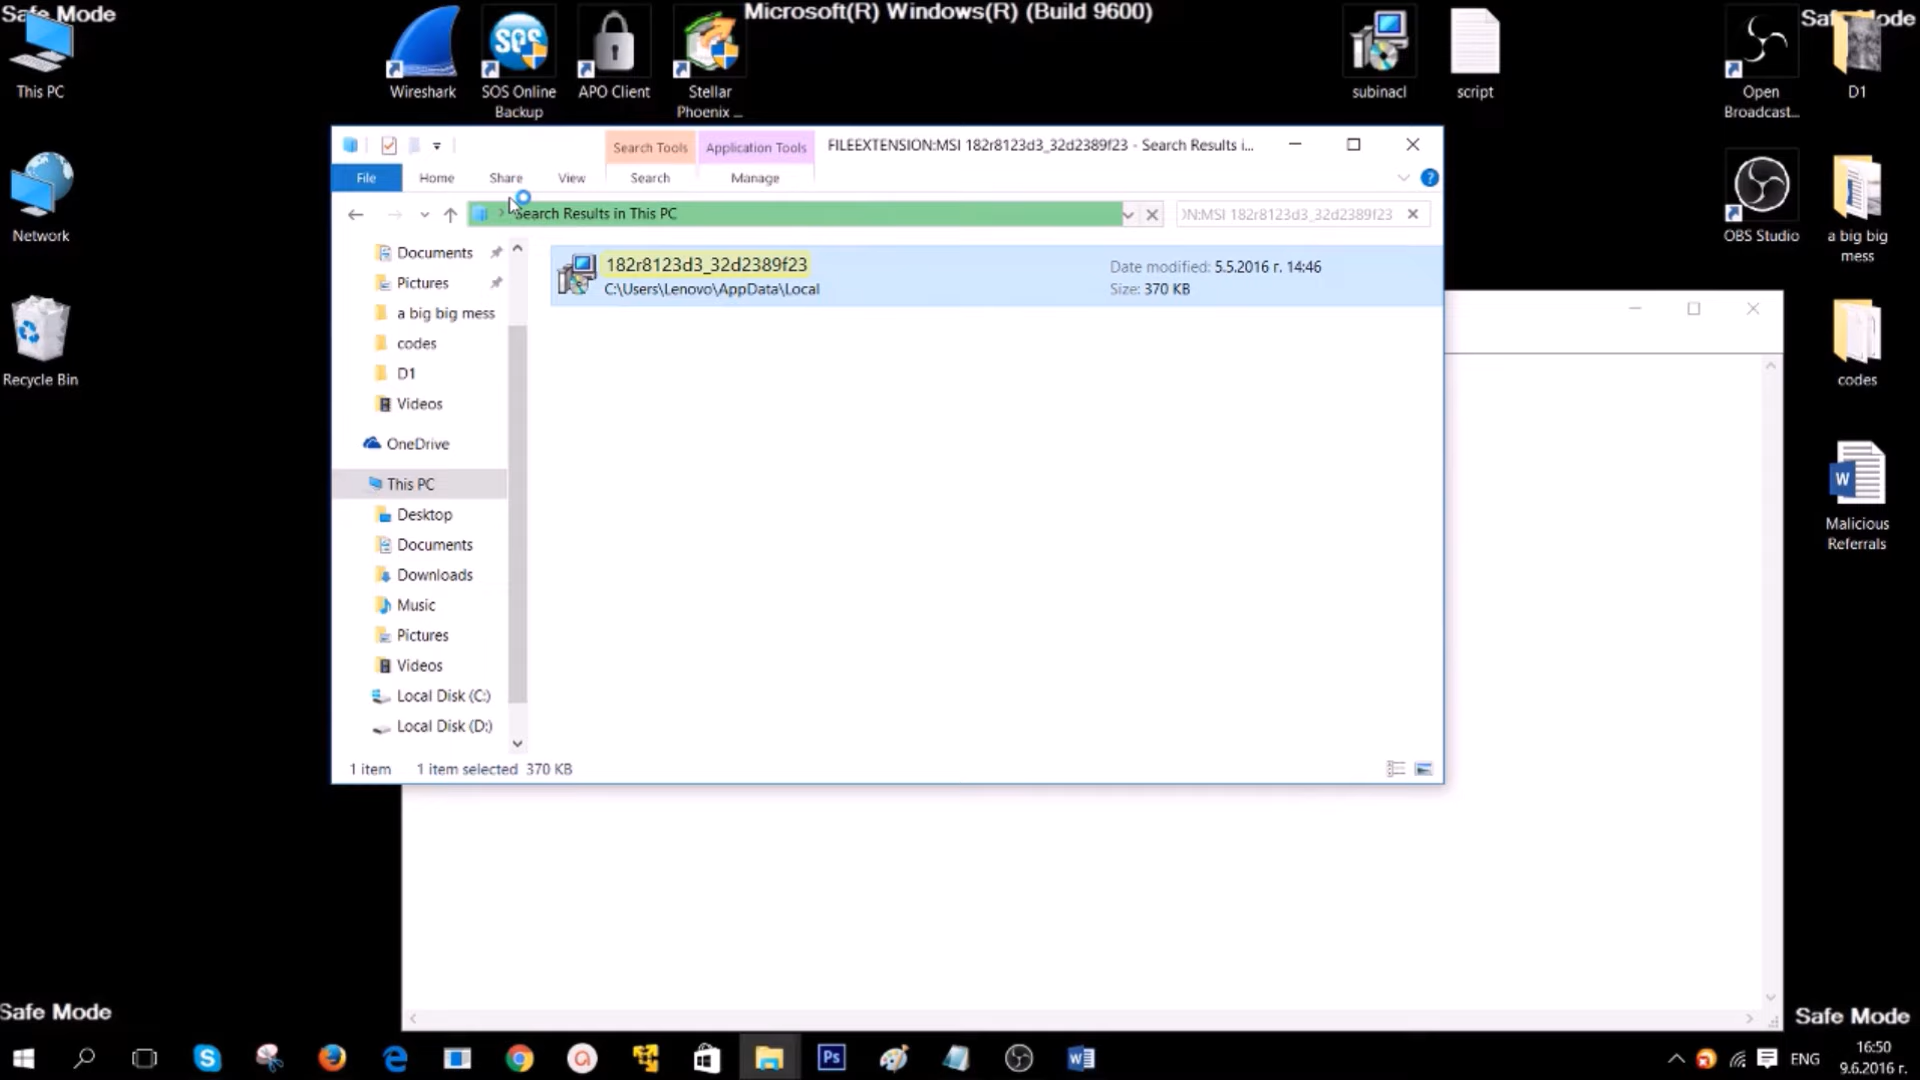 Safe Mode
Microsoft(R) Windows(R) (Build 9600)
Safe Mode
This PC
Wireshark
SOS Online
Backup
APO Client
Stellar
Phoenix ...
subinacl
script
Open
Broadcast...
D1
Network
OBS Studio
a big big
mess
Recycle Bin
codes
Malicious
Referrals
Search Tools
Application Tools
FILEEXTENSION:MSI 182r8123d3_32d2389f23 - Search Results i...
File
Home
Share
View
Search
Manage
Search Results in This PC
N:MSI 182r8123d3_32d2389f23
Documents
Pictures
a big big mess
codes
D1
Videos
OneDrive
This PC
Desktop
Documents
Downloads
Music
Pictures
Videos
Local Disk (C:)
Local Disk (D:)
182r8123d3_32d2389f23
C:\Users\Lenovo\AppData\Local
Date modified: 5.5.2016 г. 14:46
Size: 370 KB
1 item
1 item selected 370 KB
Safe Mode
Safe Mode
ENG
16:50
9.6.2016 г.